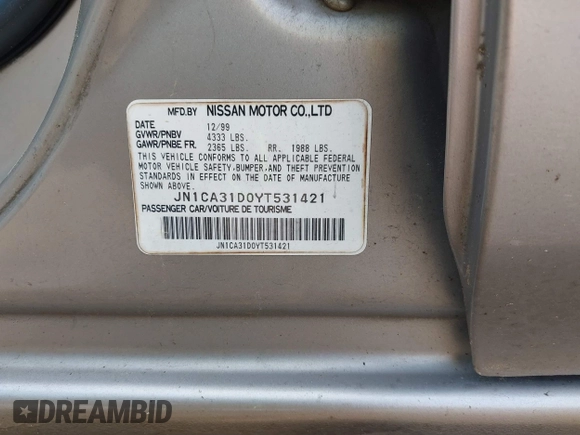 MFD.BY NISSAN MOTOR CO.,LTD
DATE 12/99
GVWR/PNBV 4333 LBS.
GAWR/PNBE FR. 2365 LBS. RR. 1988 LBS.
THIS VEHICLE CONFORMS TO ALL APPLICABLE FEDERAL
MOTOR VEHICLE SAFETY,BUMPER,AND THEFT PREVENTION
STANDARDS IN EFFECT ON THE DATE OF MANUFACTURE
SHOWN ABOVE.
JN1CA31D0YT531421
PASSENGER CAR/VOITURE DE TOURISME
JN1CA31D0YT531421
DREAMBID